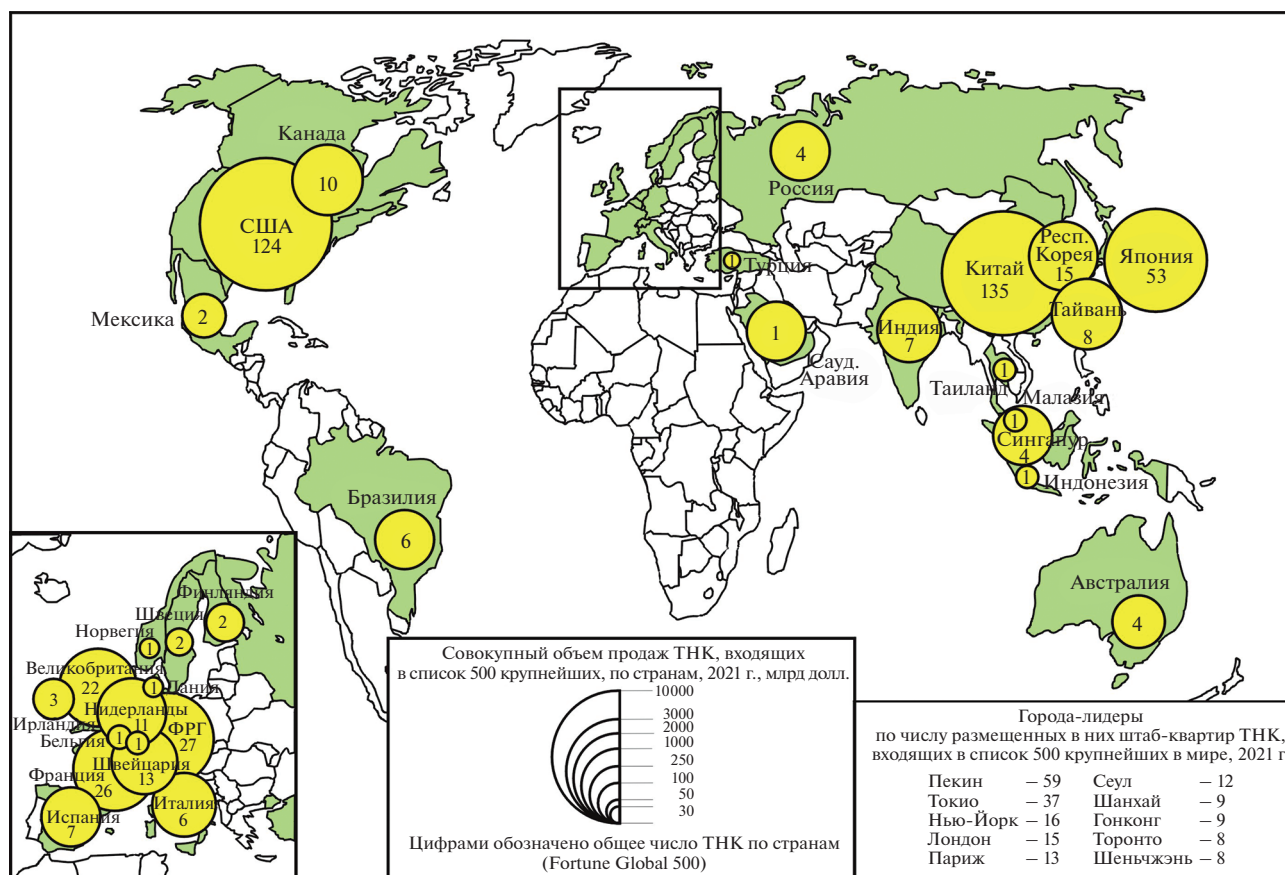 Канада
10
США
124
Мексика
2
Бразилия
6
4
Россия
1
Турция
1
Сауд.
Аравия
Индия
7
Китай
135
Респ.
Корея
15
Япония
53
Тайвань
8
1
Таиланд
Малазия
1
Сингапур
4
1
Индонезия
Австралия
4
Финляндия
2
Швеция
2
Норвегия
1
Великобритания
22
1
Дания
3
Ирландия
Нидерланды
11
ФРГ
27
Бельгия
1
1
Швейцария
13
Франция
26
Италия
6
Испания
7
Совокупный объем продаж ТНК, входящих
в список 500 крупнейших, по странам, 2021 г., млрд долл.
10000
3000
2000
1000
250
100
50
30
Цифрами обозначено общее число ТНК по странам
(Fortune Global 500)
Города-лидеры
по числу размещенных в них штаб-квартир ТНК,
входящих в список 500 крупнейших в мире, 2021 г
Пекин – 59 Сеул – 12
Токио – 37 Шанхай – 9
Нью-Йорк – 16 Гонконг – 9
Лондон – 15 Торонто – 8
Париж – 13 Шеньчжэнь – 8